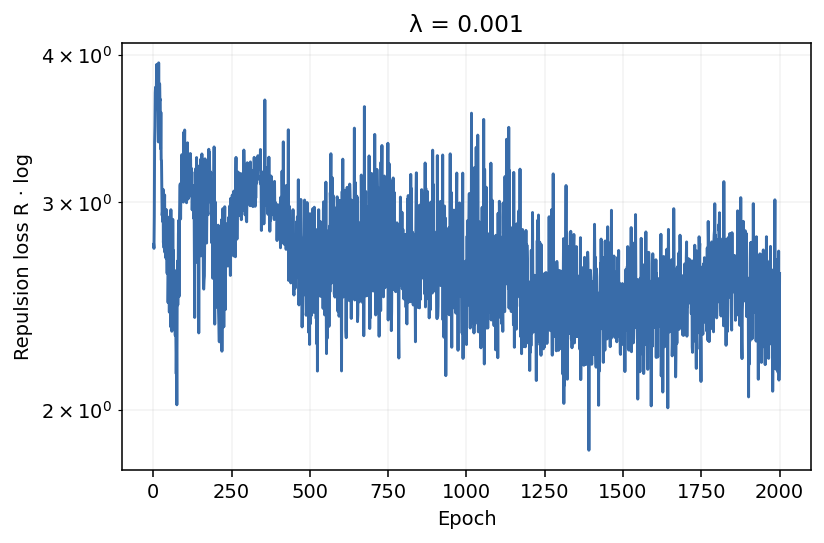 λ = 0.001
Repulsion loss R · log
4 × 10⁰
3 × 10⁰
2 × 10⁰
0 250 500 750 1000 1250 1500 1750 2000
Epoch